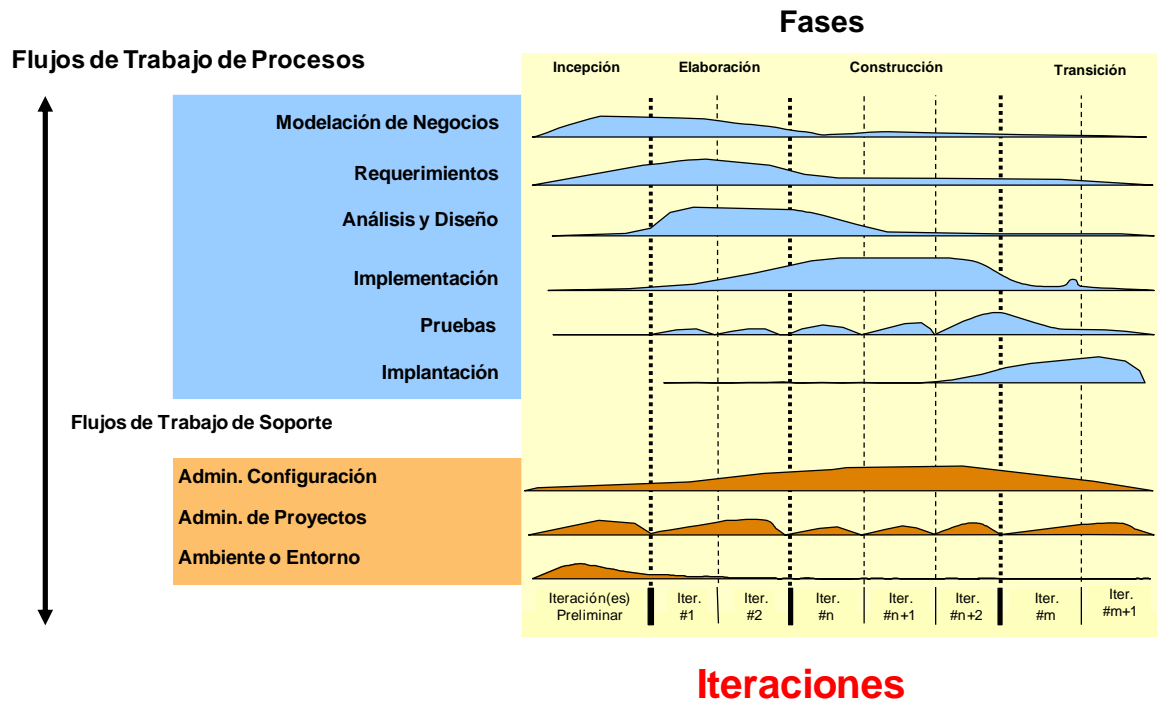 Fases
Flujos de Trabajo de Procesos
Incepción Elaboración Construcción Transición
Modelación de Negocios
Requerimientos
Análisis y Diseño
Implementación
Pruebas
Implantación
Flujos de Trabajo de Soporte
Admin. Configuración
Admin. de Proyectos
Ambiente o Entorno
Iteración(es) Iter. Iter. Iter. Iter. Iter. Iter. Iter.
Preliminar #1 #2 #n #n+1 #n+2 #m #m+1
Iteraciones